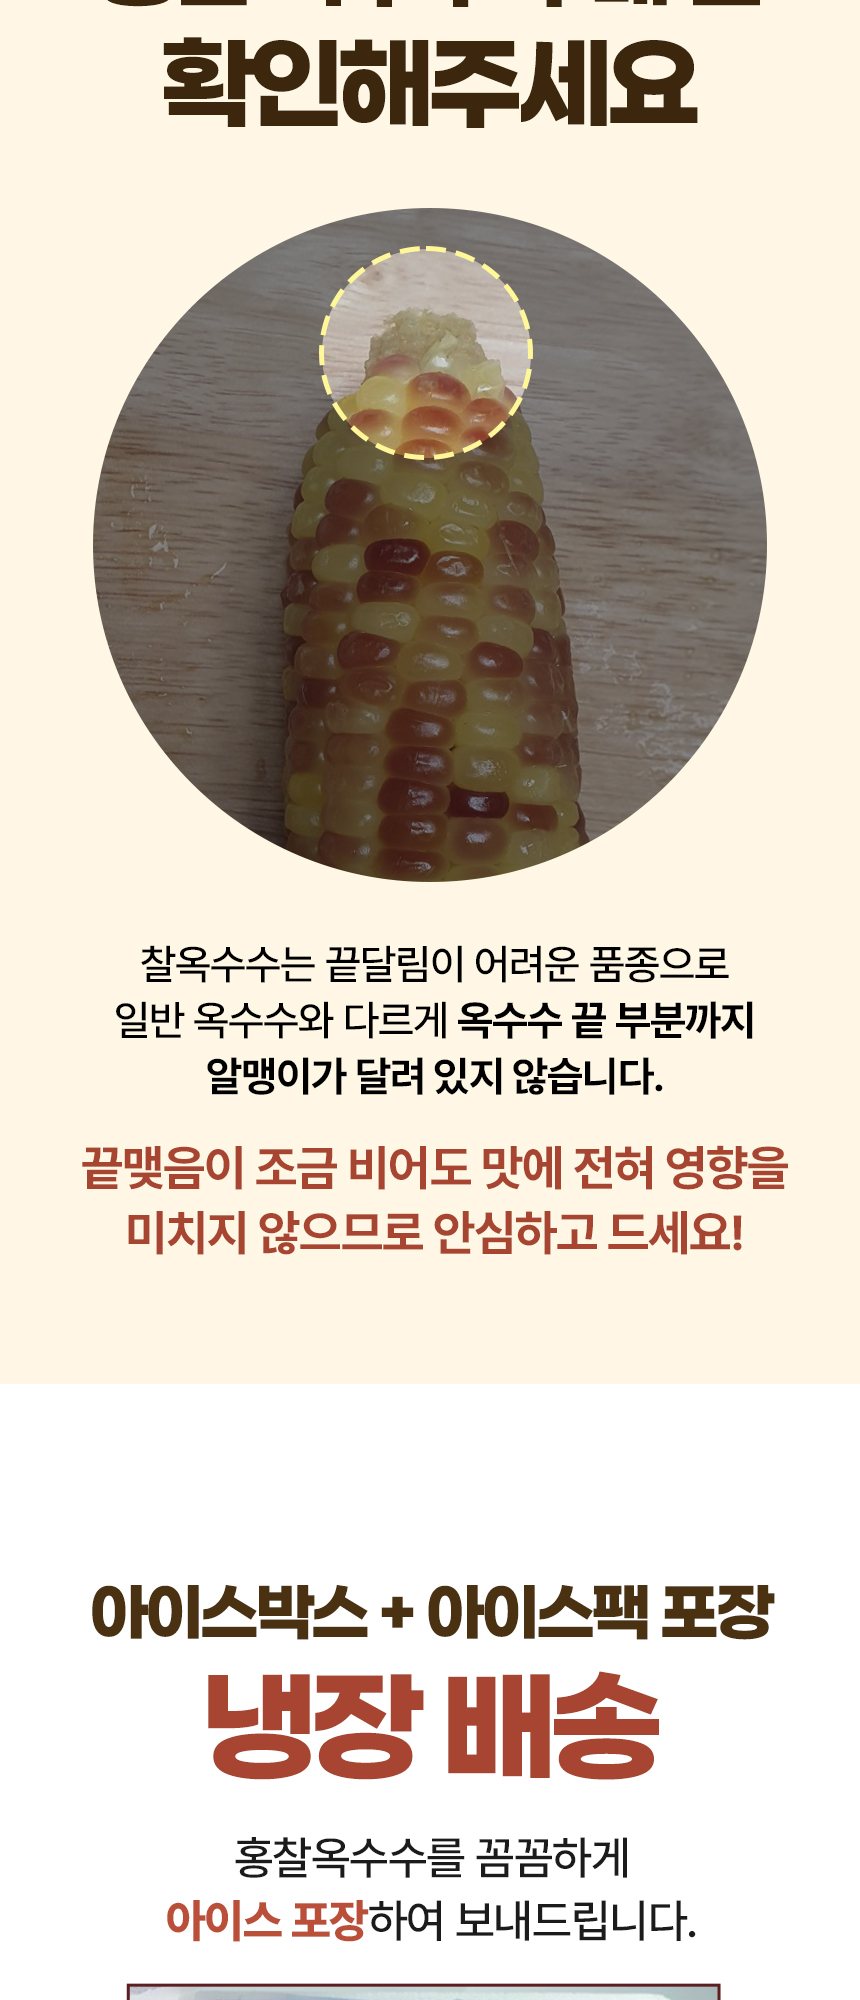 확인해주세요
찰옥수수는 끝달림이 어려운 품종으로
일반 옥수수와 다르게 옥수수 끝 부분까지
알맹이가 달려 있지 않습니다.
끝맺음이 조금 비어도 맛에 전혀 영향을
미치지 않으므로 안심하고 드세요!
아이스박스 + 아이스팩 포장
냉장 배송
홍찰옥수수를 꼼꼼하게
아이스 포장하여 보내드립니다.